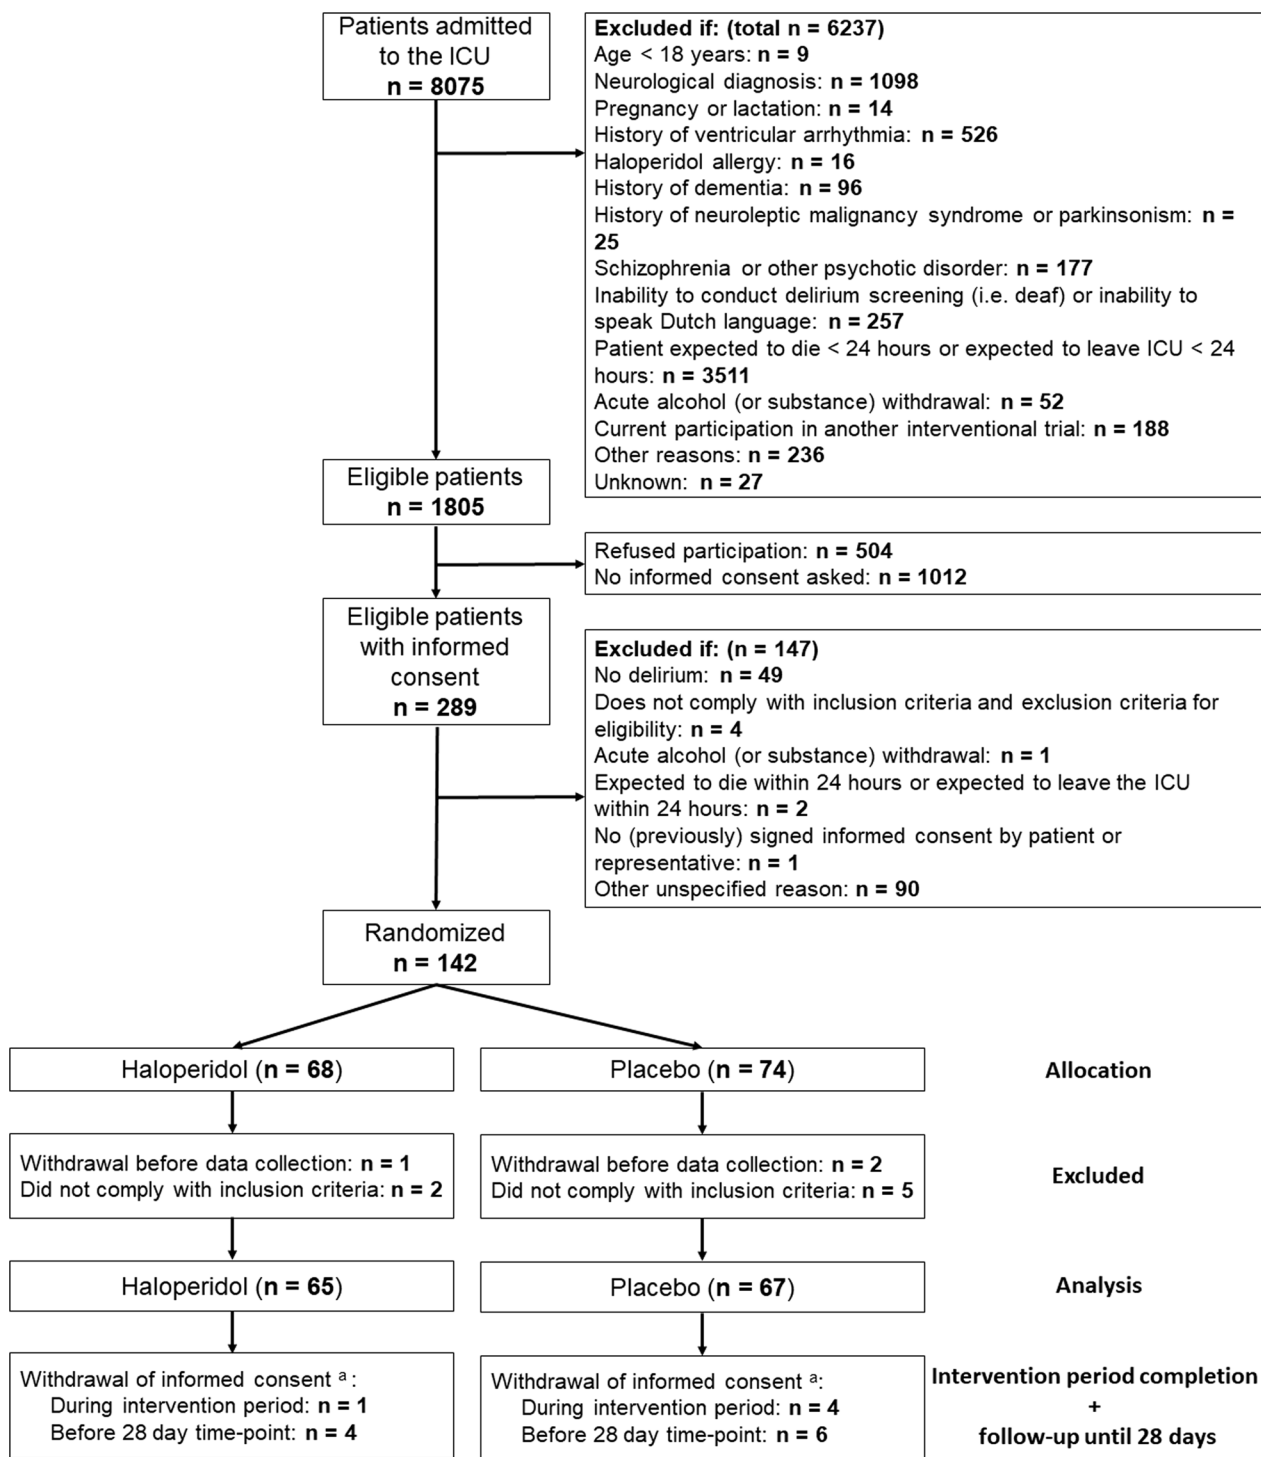 Patients admitted
to the ICU
n = 8075
Excluded if: (total n = 6237)
Age < 18 years: n = 9
Neurological diagnosis: n = 1098
Pregnancy or lactation: n = 14
History of ventricular arrhythmia: n = 526
Haloperidol allergy: n = 16
History of dementia: n = 96
History of neuroleptic malignancy syndrome or parkinsonism: n =
25
Schizophrenia or other psychotic disorder: n = 177
Inability to conduct delirium screening (i.e. deaf) or inability to
speak Dutch language: n = 257
Patient expected to die < 24 hours or expected to leave ICU < 24
hours: n = 3511
Acute alcohol (or substance) withdrawal: n = 52
Current participation in another interventional trial: n = 188
Other reasons: n = 236
Unknown: n = 27
Eligible patients
n = 1805
Refused participation: n = 504
No informed consent asked: n = 1012
Eligible patients
with informed
consent
n = 289
Excluded if: (n = 147)
No delirium: n = 49
Does not comply with inclusion criteria and exclusion criteria for
eligibility: n = 4
Acute alcohol (or substance) withdrawal: n = 1
Expected to die within 24 hours or expected to leave the ICU
within 24 hours: n = 2
No (previously) signed informed consent by patient or
representative: n = 1
Other unspecified reason: n = 90
Randomized
n = 142
Haloperidol (n = 68)
Placebo (n = 74)
Allocation
Withdrawal before data collection: n = 1
Did not comply with inclusion criteria: n = 2
Withdrawal before data collection: n = 2
Did not comply with inclusion criteria: n = 5
Excluded
Haloperidol (n = 65)
Placebo (n = 67)
Analysis
Withdrawal of informed consent a :
During intervention period: n = 1
Before 28 day time-point: n = 4
Withdrawal of informed consent a:
During intervention period: n = 4
Before 28 day time-point: n = 6
Intervention period completion
+
follow-up until 28 days